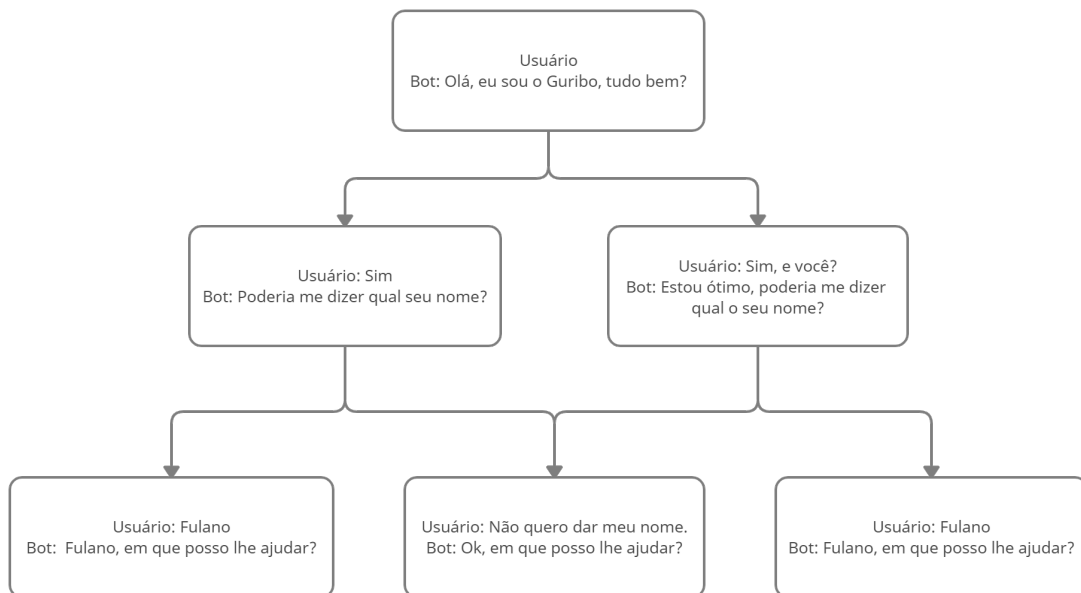 Usuário
Bot: Olá, eu sou o Guribo, tudo bem?
Usuário: Sim
Bot: Poderia me dizer qual seu nome?
Usuário: Sim, e você?
Bot: Estou ótimo, poderia me dizer
qual o seu nome?
Usuário: Fulano
Bot: Fulano, em que posso lhe ajudar?
Usuário: Não quero dar meu nome.
Bot: Ok, em que posso lhe ajudar?
Usuário: Fulano
Bot: Fulano, em que posso lhe ajudar?